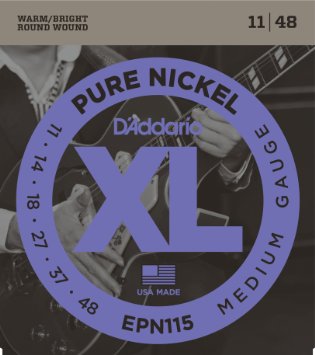 WARM/BRIGHT
ROUND WOUND
11|48
PURE NICKEL
D'Addario
XL
11 • 14 • 18 • 27 • 37 • 48
MEDIUM GAUGE
USA MADE
EPN115